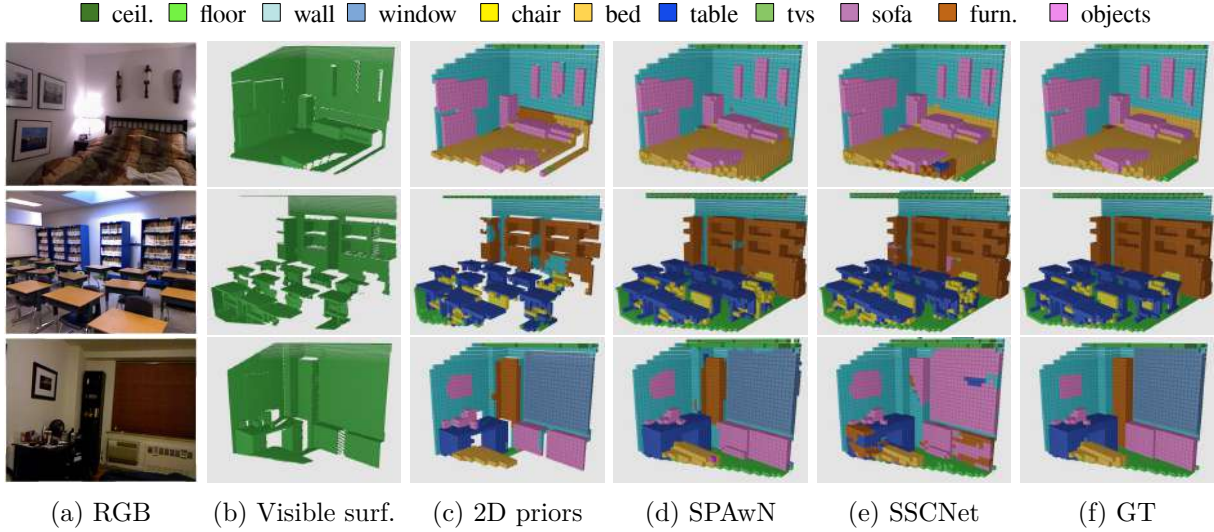 ceil. floor wall window chair bed table tvs sofa furn. objects
(a) RGB (b) Visible surf. (c) 2D priors (d) SPAwN (e) SSCNet (f) GT